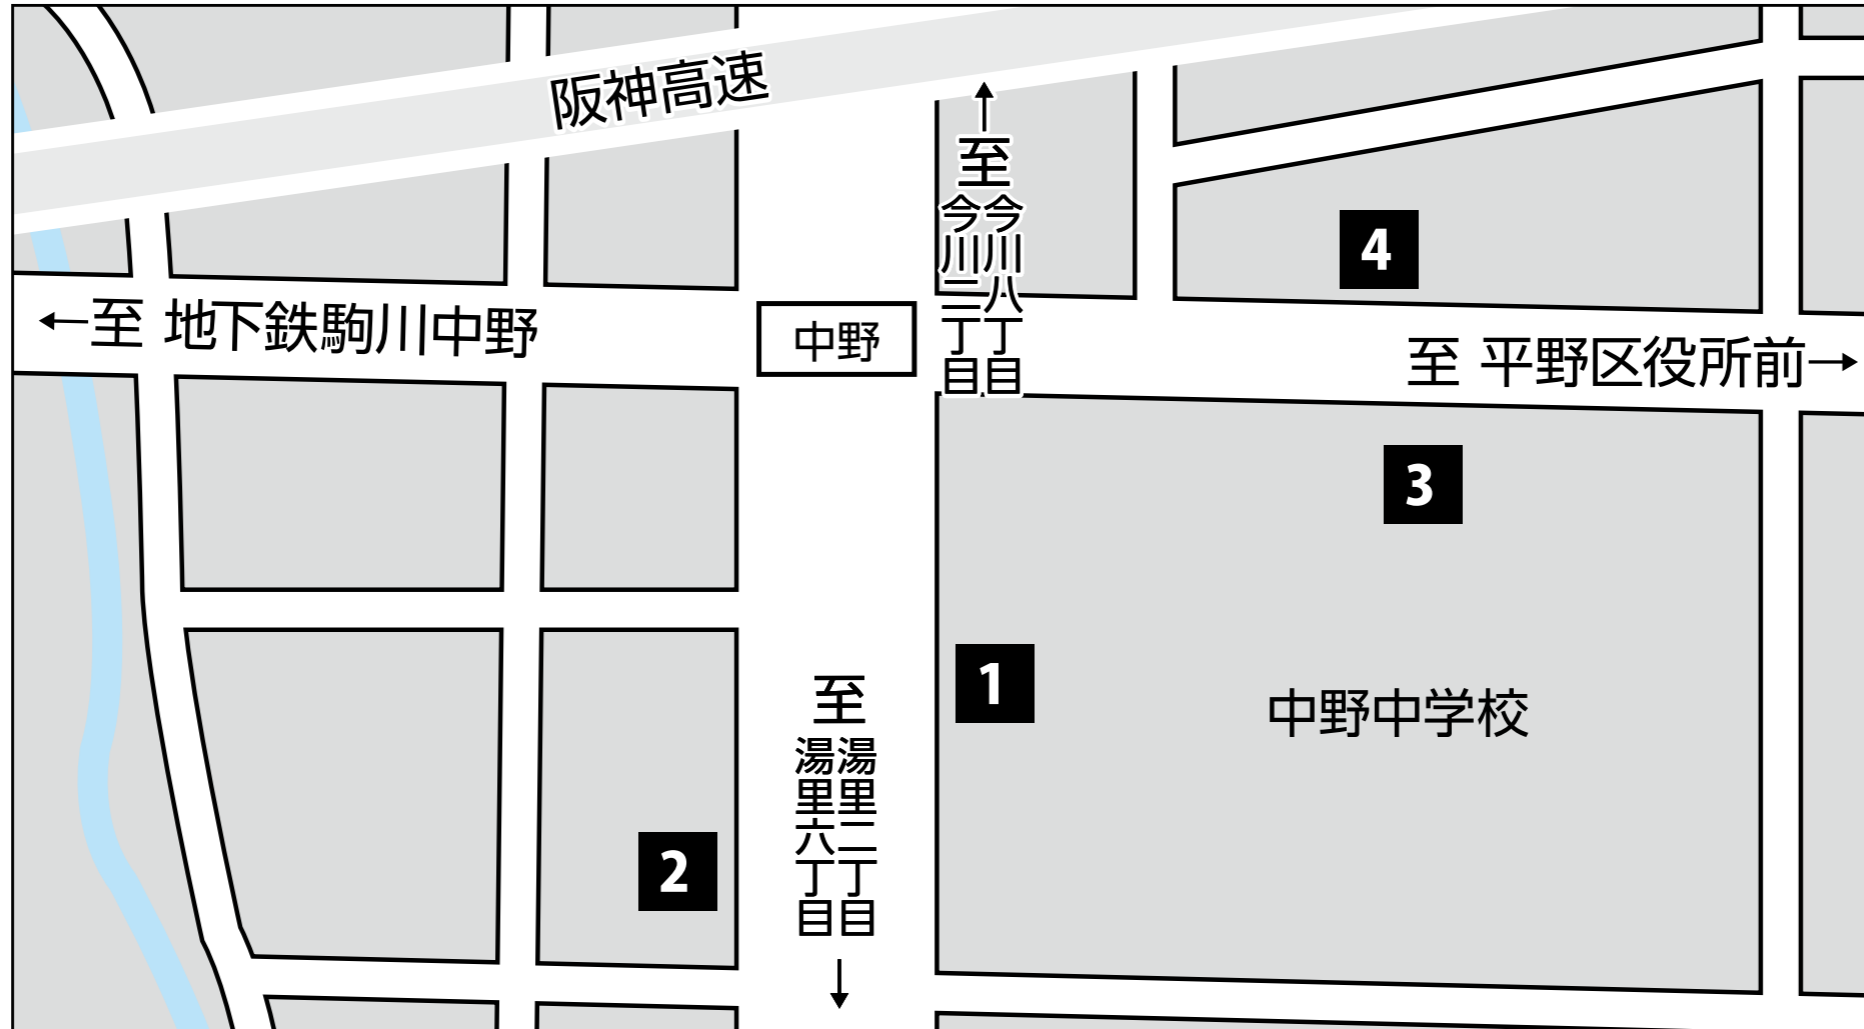 阪神高速
至
今川八丁目
今川二丁目
4
←至 地下鉄駒川中野
中野
至 平野区役所前→
3
1
中野中学校
至
湯里二丁目
湯里六丁目
2